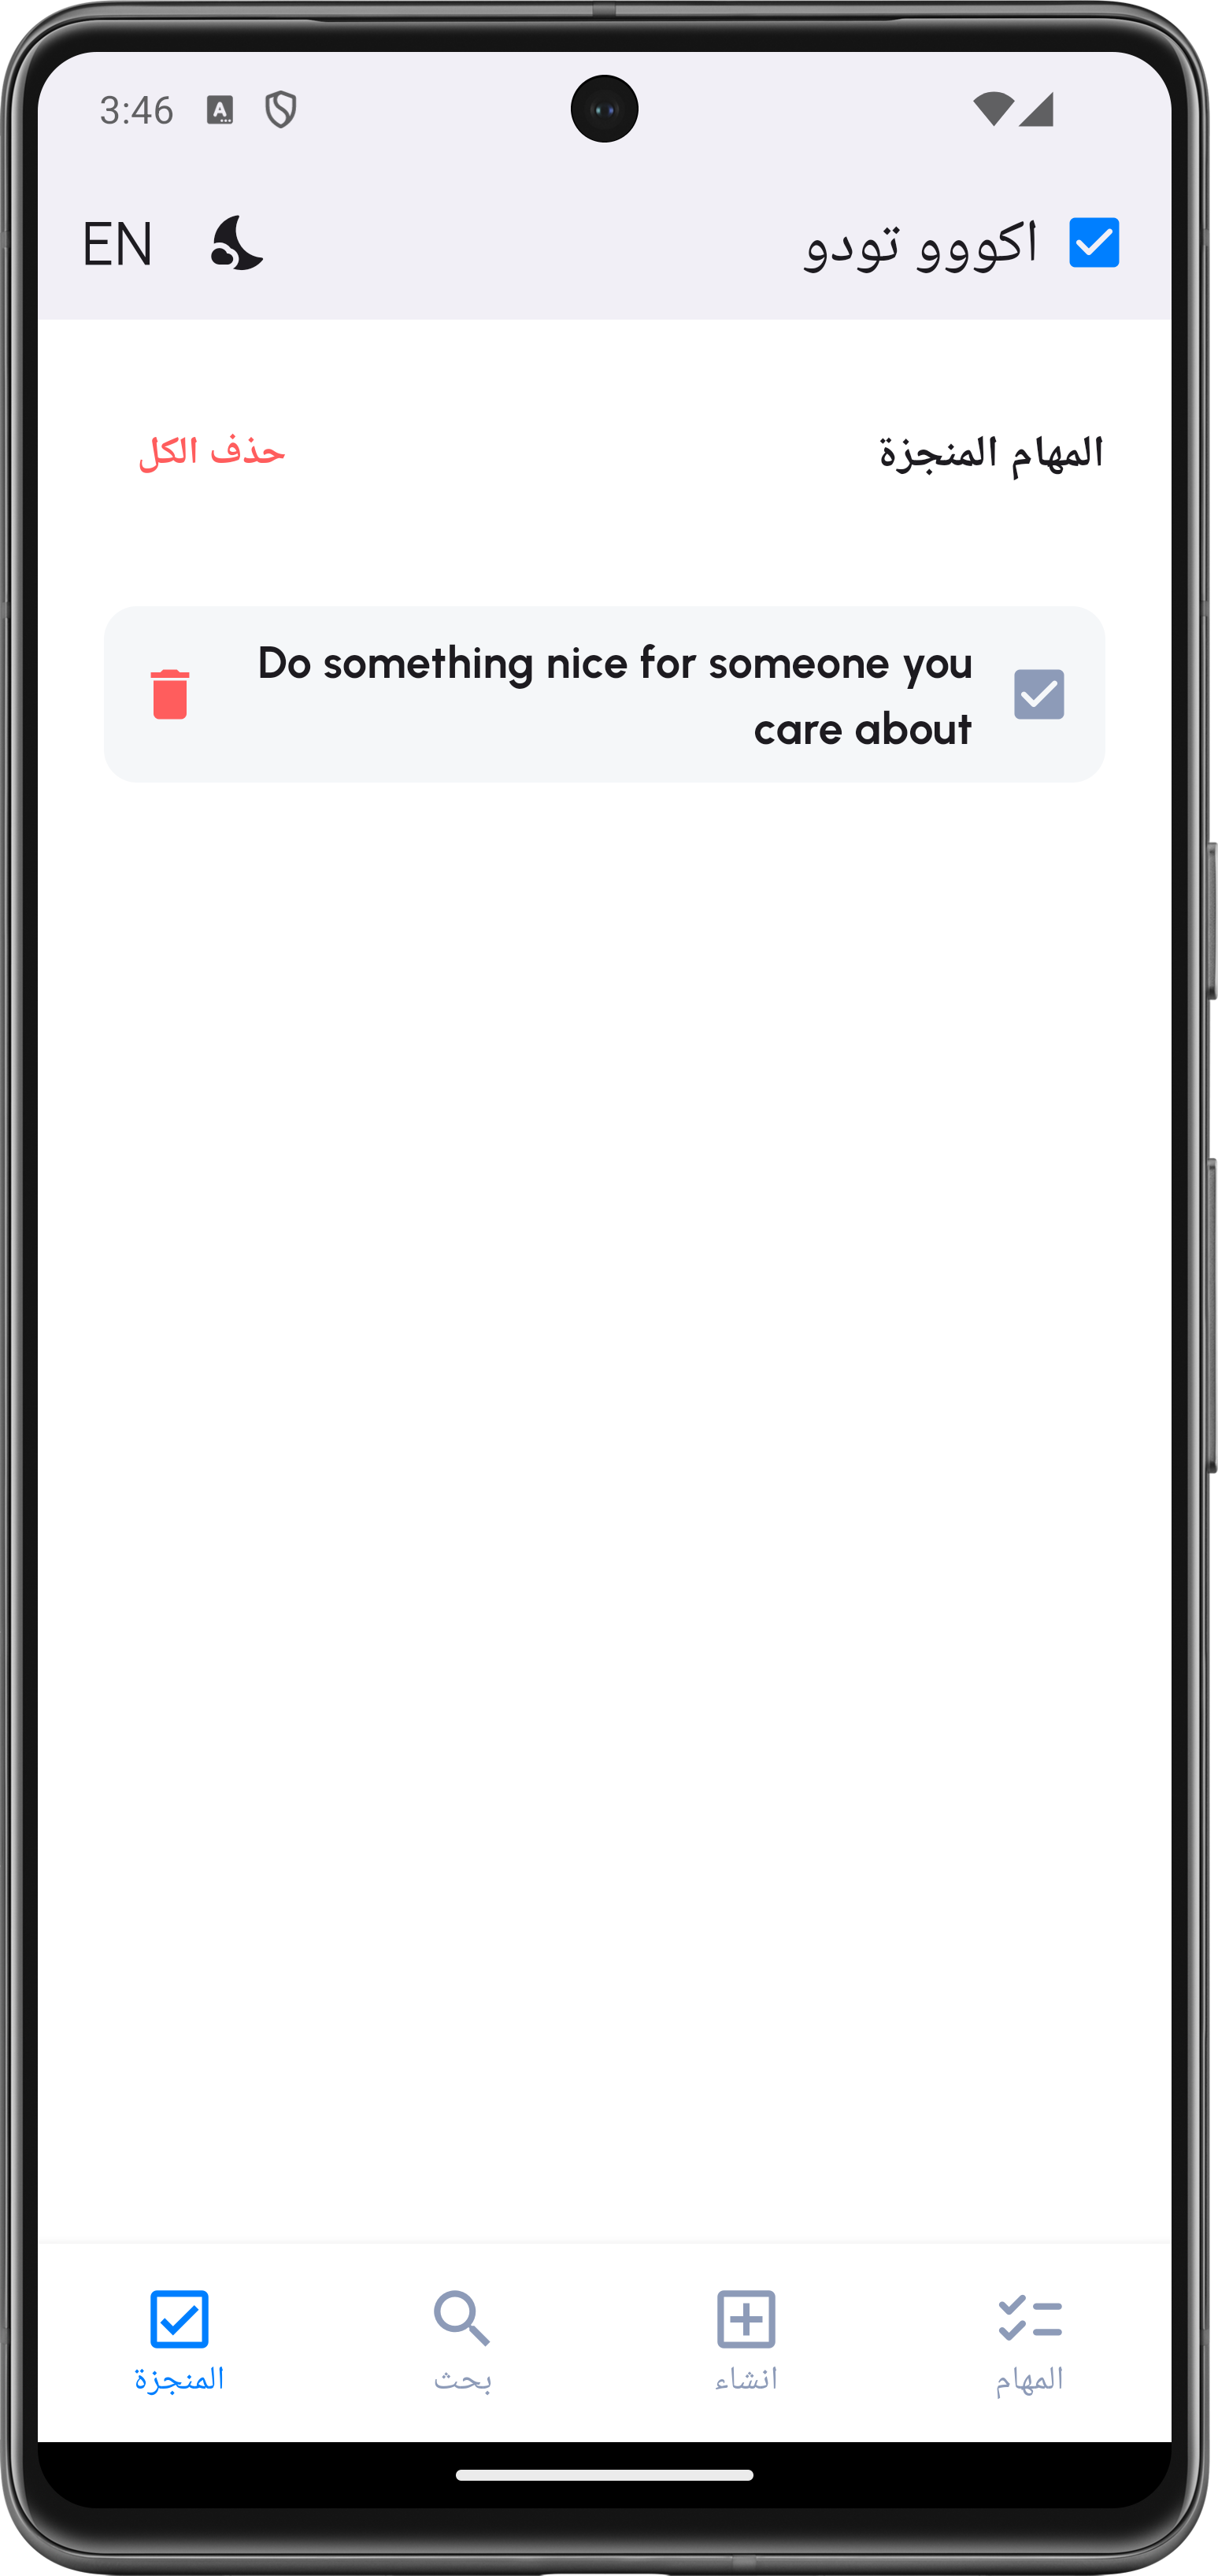 3:46
اكووو تودو
EN
المهام المنجزة
حذف الكل
Do something nice for someone you
care about
المهام
انشاء
بحث
المنجزة